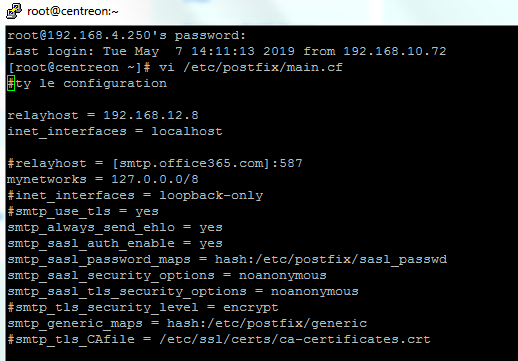 root@centreon:~
root@192.168.4.250's password:
Last login: Tue May  7 14:11:13 2019 from 192.168.10.72
[root@centreon ~]# vi /etc/postfix/main.cf
#ty le configuration

relayhost = 192.168.12.8
inet_interfaces = localhost

#relayhost = [smtp.office365.com]:587
mynetworks = 127.0.0.0/8
#inet_interfaces = loopback-only
#smtp_use_tls = yes
smtp_always_send_ehlo = yes
smtp_sasl_auth_enable = yes
smtp_sasl_password_maps = hash:/etc/postfix/sasl_passwd
smtp_sasl_security_options = noanonymous
smtp_sasl_tls_security_options = noanonymous
#smtp_tls_security_level = encrypt
smtp_generic_maps = hash:/etc/postfix/generic
#smtp_tls_CAfile = /etc/ssl/certs/ca-certificates.crt